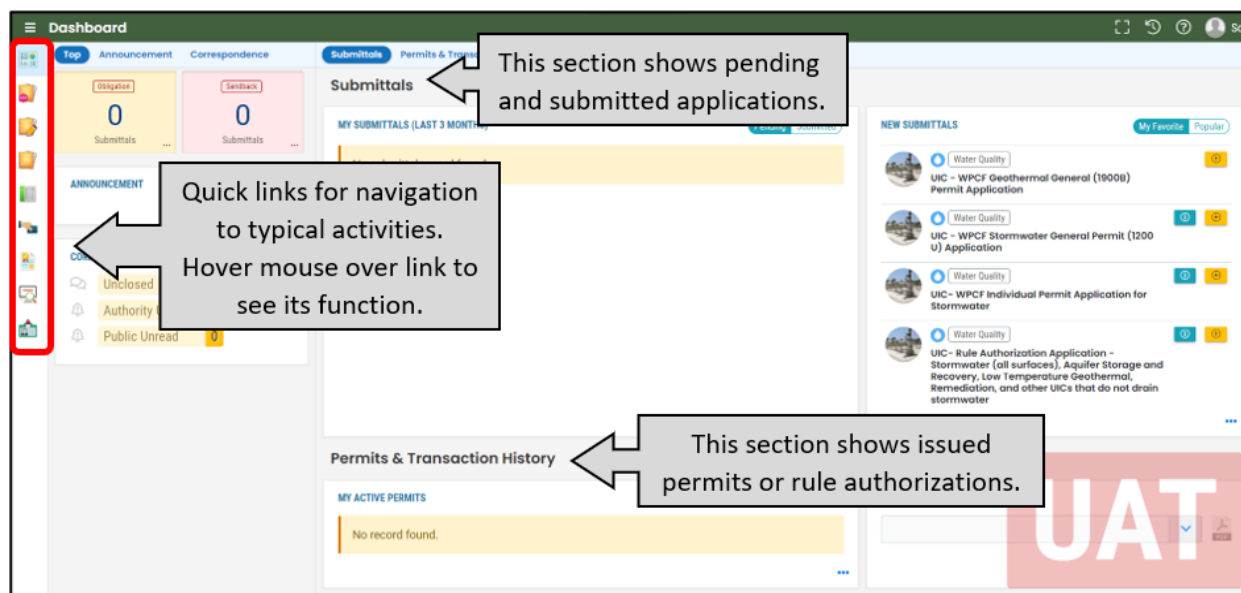 Dashboard
Top Announcement Correspondence
Submittals
Obligation
0
Submittals
...
Sendback
0
Submittals
...
ANNOUNCEMENT
Unclosed
Authority
Public Unread 0
Quick links for navigation
to typical activities.
Hover mouse over link to
see its function.
Submittals
This section shows pending
and submitted applications.
MY SUBMITTALS (LAST 3 MONTHS)
NEW SUBMITTALS
My Favorite Popular
Water Quality
UIC - WPCF Geothermal General (1900B)
Permit Application
Water Quality
UIC - WPCF Stormwater General Permit (1200
U) Application
Water Quality
UIC- WPCF Individual Permit Application for
Stormwater
Water Quality
UIC- Rule Authorization Application -
Stormwater (all surfaces), Aquifer Storage and
Recovery, Low Temperature Geothermal,
Remediation, and other UICs that do not drain
stormwater
Permits & Transaction History
This section shows issued
permits or rule authorizations.
MY ACTIVE PERMITS
No record found.
UAT
PDF